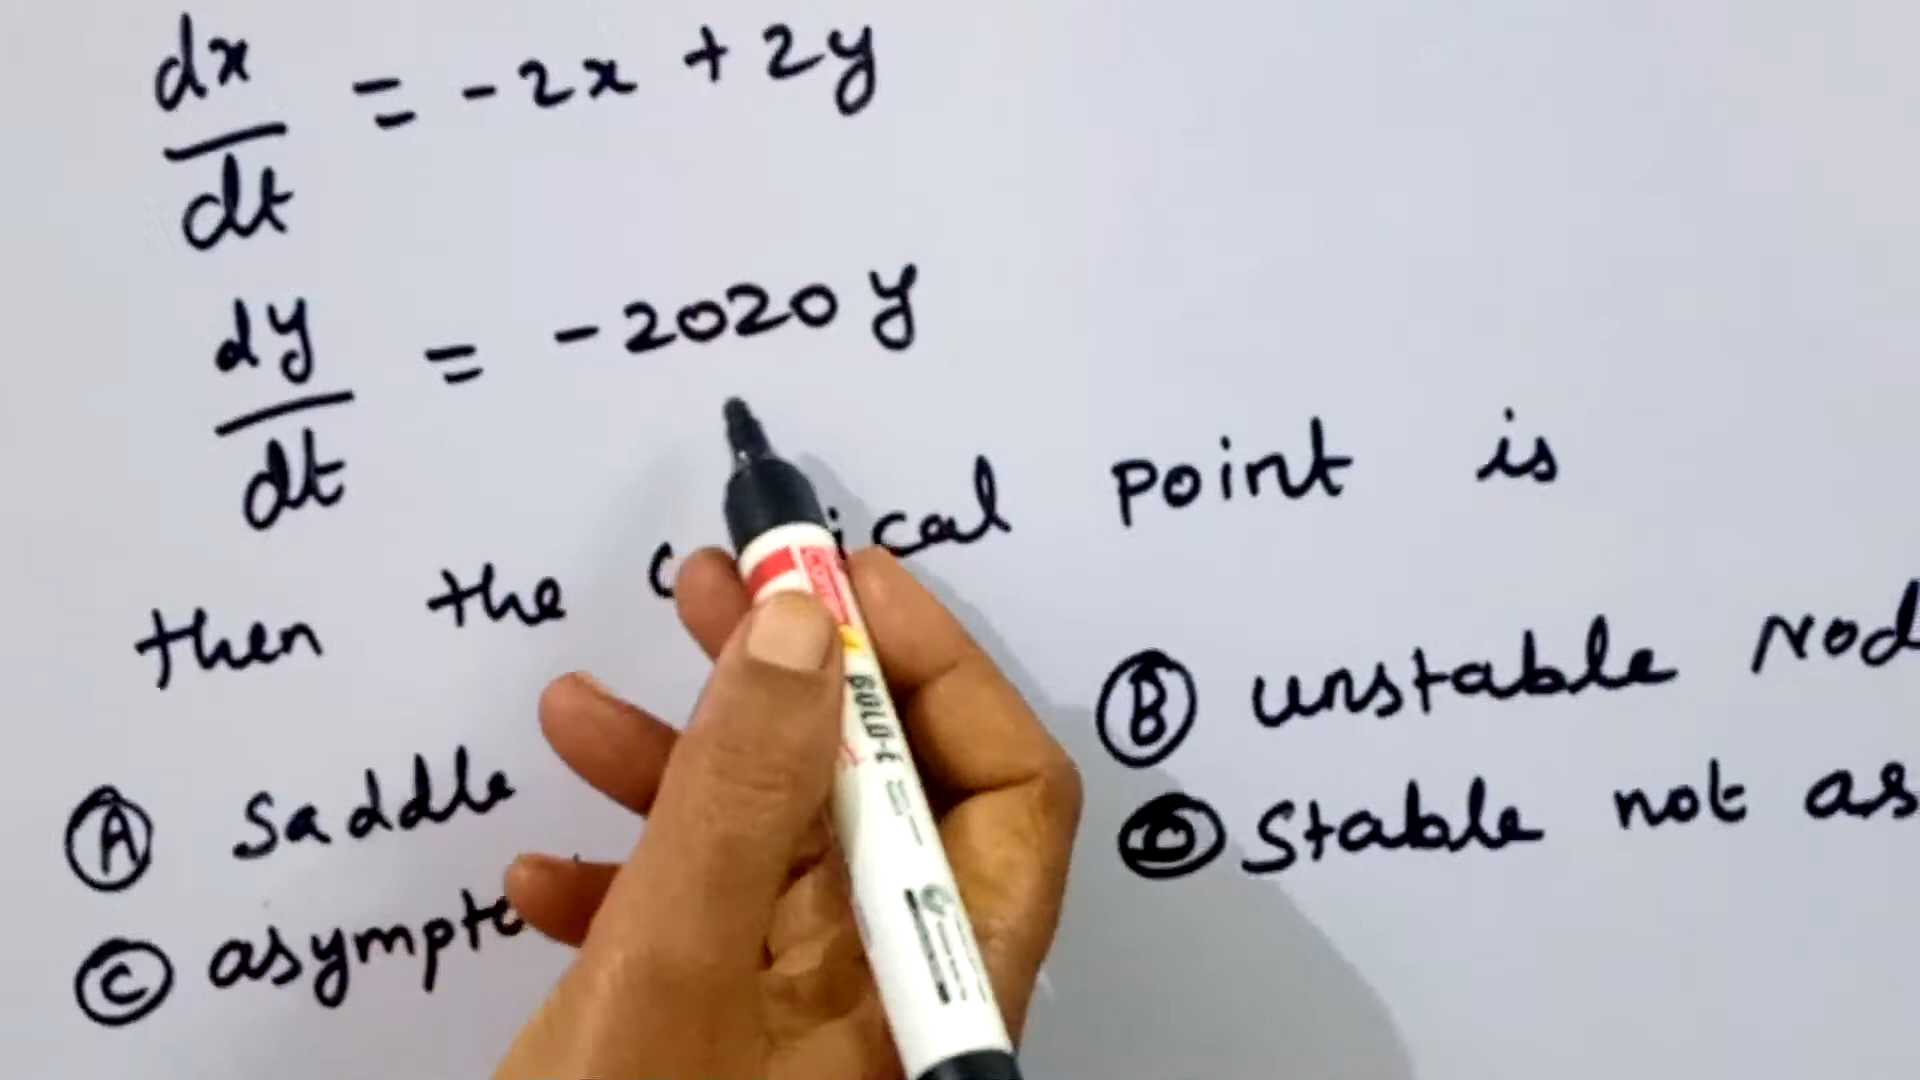 dx/dt = -2x + 2y
dy/dt = -2020 y
then the point is
A saddle
B unstable
C
D stable not